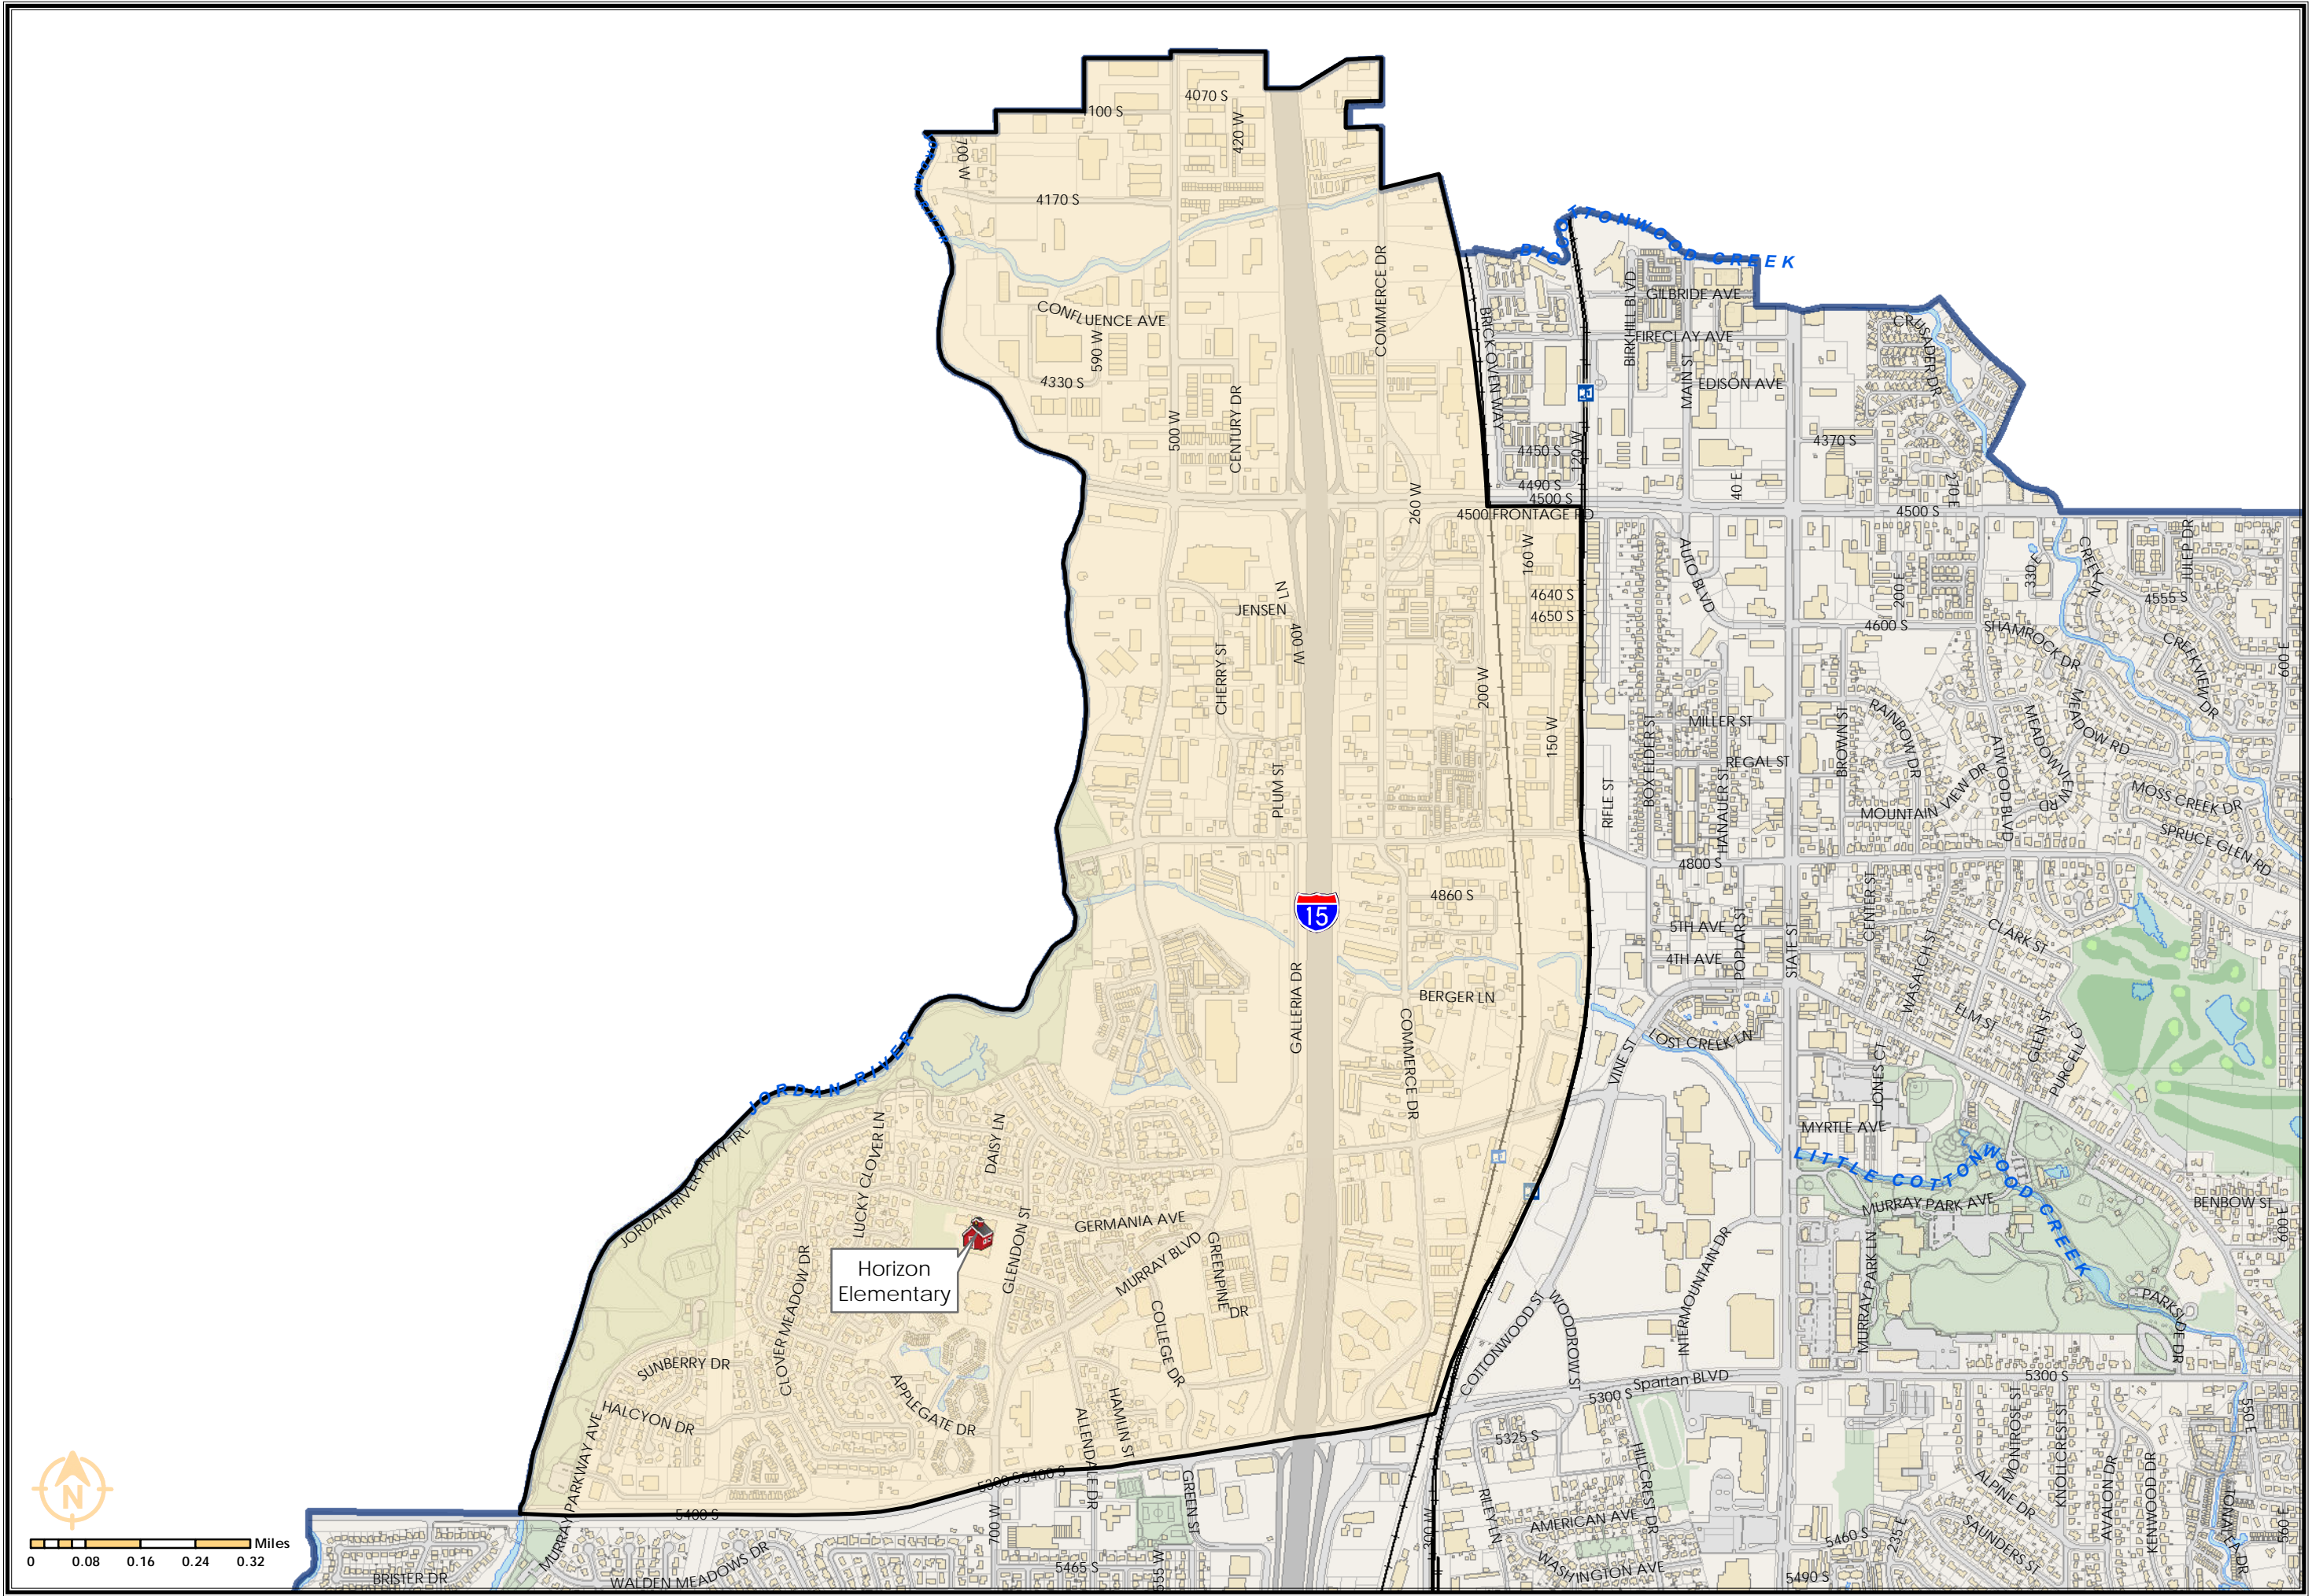 4070 S
100 S
420 W
700 W
JORDAN RIVER
4170 S
BIG COTTONWOOD CREEK
COMMERCE DR
CONFLUENCE AVE
590 W
4330 S
BRICK OVEN WAY
BIRKHILL BLVD
GILBRIDE AVE
FIRECLAY AVE
MAIN ST
EDISON AVE
CRUSADER DR
500 W
CENTURY DR
4370 S
4450 S
120 W
4490 S
4500 S
40 E
270 E
260 W
4500 FRONTAGE RD
4500 S
160 W
AUTO BLVD
200 E
330 E
CREEK LN
JULEP DR
4555 S
JENSEN LN
400 W
4640 S
4650 S
4600 S
SHAMROCK DR
CREEKVIEW DR
600 E
CHERRY ST
200 W
150 W
BOX ELDER ST
MILLER ST
REGAL ST
BROWN ST
RAINBOW DR
ATWOOD BLVD
MEADOWVIEW RD
MEADOW RD
PLUM ST
RIFLE ST
HANAUER ST
MOUNTAIN VIEW DR
MOSS CREEK DR
SPRUCE GLEN RD
4800 S
4860 S
15
5TH AVE
4TH AVE
POPLAR ST
STATE ST
CENTER ST
WASATCH ST
CLARK ST
ELM ST
GLEN ST
PURCELL CT
GALLERIA DR
BERGER LN
COMMERCE DR
VINE ST
LOST CREEK LN
JONES CT
MYRTLE AVE
LITTLE COTTONWOOD CREEK
JORDAN RIVER
JORDAN RIVER PKWY TRL
LUCKY CLOVER LN
DAISY LN
GLENDON ST
GERMANIA AVE
MURRAY BLVD
GREENPINE DR
MURRAY PARK AVE
MURRAY PARK LN
BENBOW ST
600 E
PARKSIDE DR
Horizon
Elementary
CLOVER MEADOW DR
COLLEGE DR
COTTONWOOD ST
WOODROW ST
INTERMOUNTAIN DR
SUNBERRY DR
HALCYON DR
APPLEGATE DR
HAMLIN ST
ALLENDALE DR
5300 S
Spartan BLVD
5300 S
MURRAY PARKWAY AVE
5400 S
5300 S
5400 S
700 W
GREEN ST
5325 S
RILEY LN
HILLCREST DR
300 W
AMERICAN AVE
WASHINGTON AVE
MONTROSE ST
KNOLLCREST ST
ALPINE DR
AVALON DR
KENWOOD DR
550 E
560 E
5460 S
235 E
SAUNDERS ST
5490 S
BRISTER DR
WALDEN MEADOWS DR
5465 S
555 W
N
Miles
0 0.08 0.16 0.24 0.32